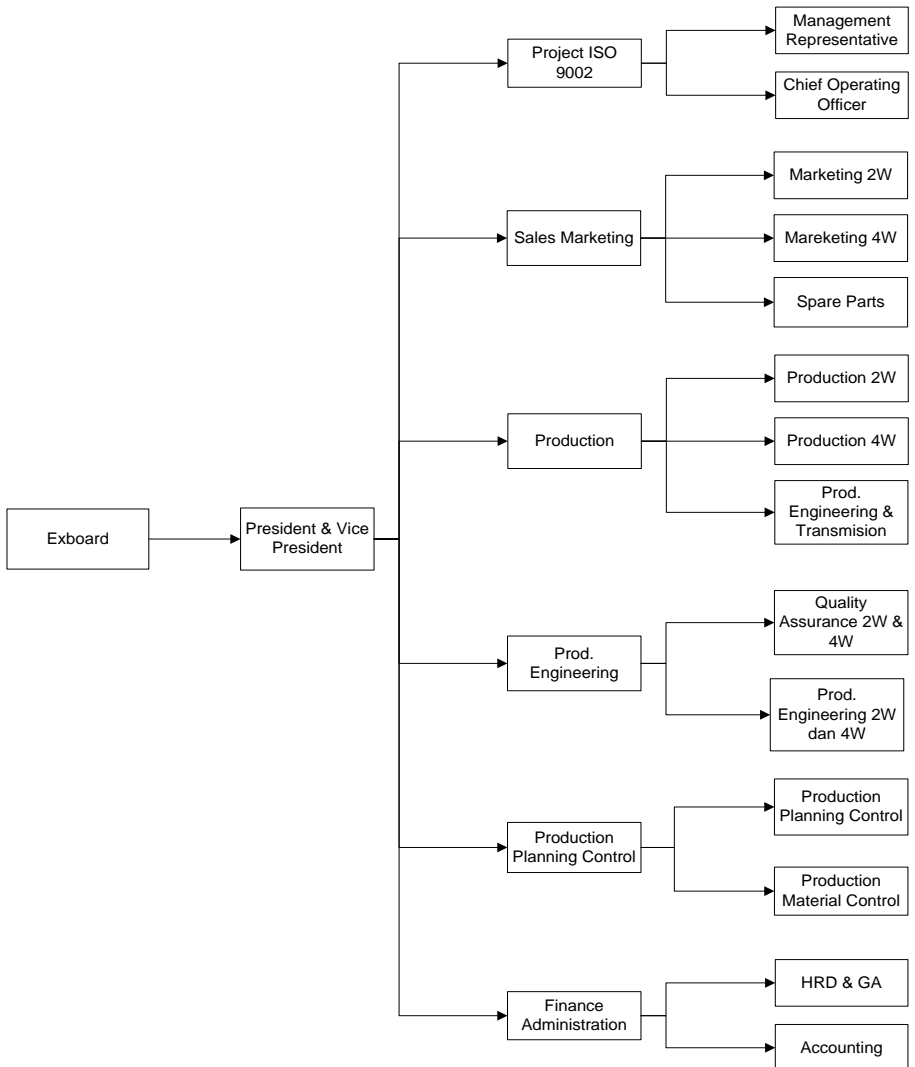 Management
Representative
Project ISO
9002
Chief Operating
Officer
Marketing 2W
Sales Marketing
Mareketing 4W
Spare Parts
Production 2W
Production
Production 4W
Prod.
Engineering &
Transmision
Exboard
President & Vice
President
Quality
Assurance 2W &
4W
Prod.
Engineering
Prod.
Engineering 2W
dan 4W
Production
Planning Control
Production
Planning Control
Production
Material Control
HRD & GA
Finance
Administration
Accounting